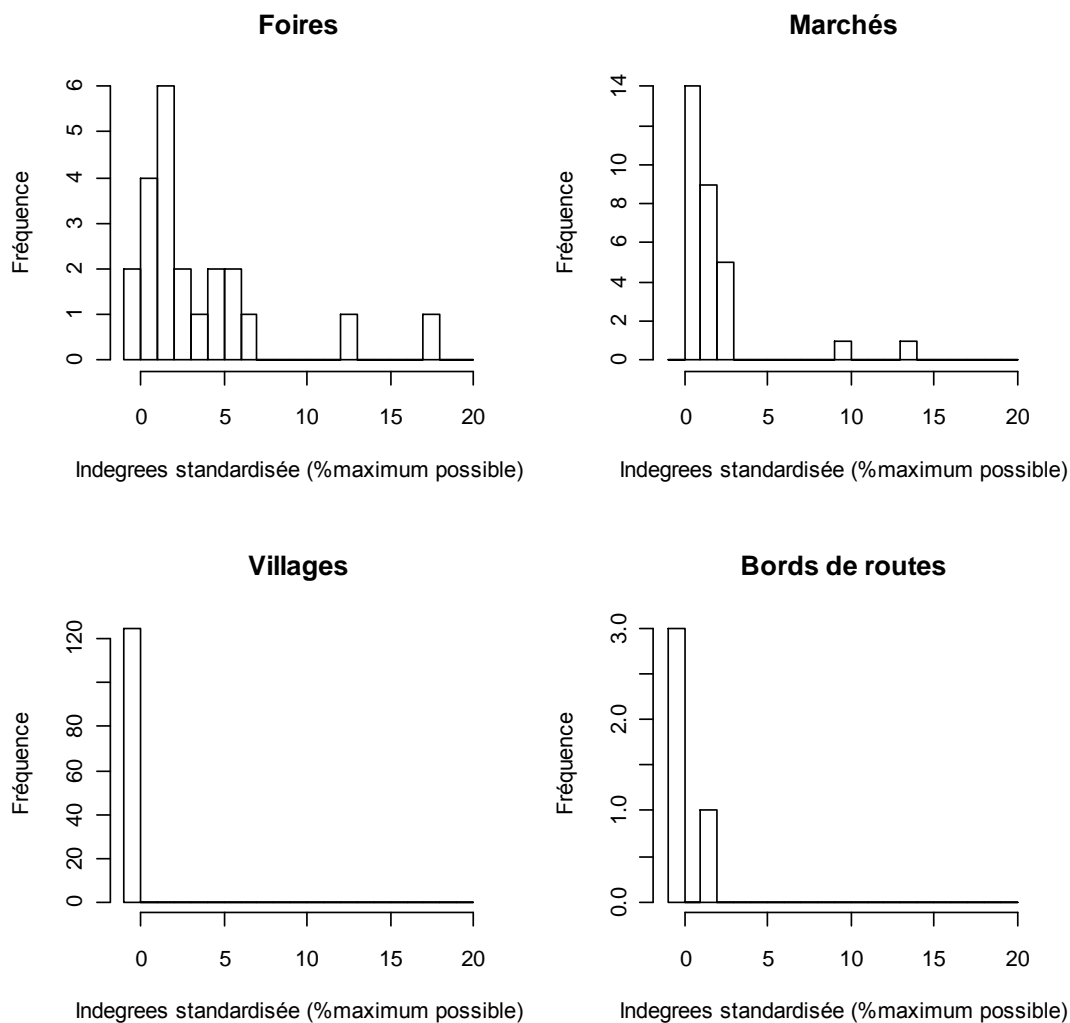 Foires
Fréquence
0 1 2 3 4 5 6
0 5 10 15 20
Indegrees standardisée (%maximum possible)
Marchés
Fréquence
0 2 4 6 8 10 14
0 5 10 15 20
Indegrees standardisée (%maximum possible)
Villages
Fréquence
0 20 40 60 80 120
0 5 10 15 20
Indegrees standardisée (%maximum possible)
Bords de routes
Fréquence
0.0 1.0 2.0 3.0
0 5 10 15 20
Indegrees standardisée (%maximum possible)